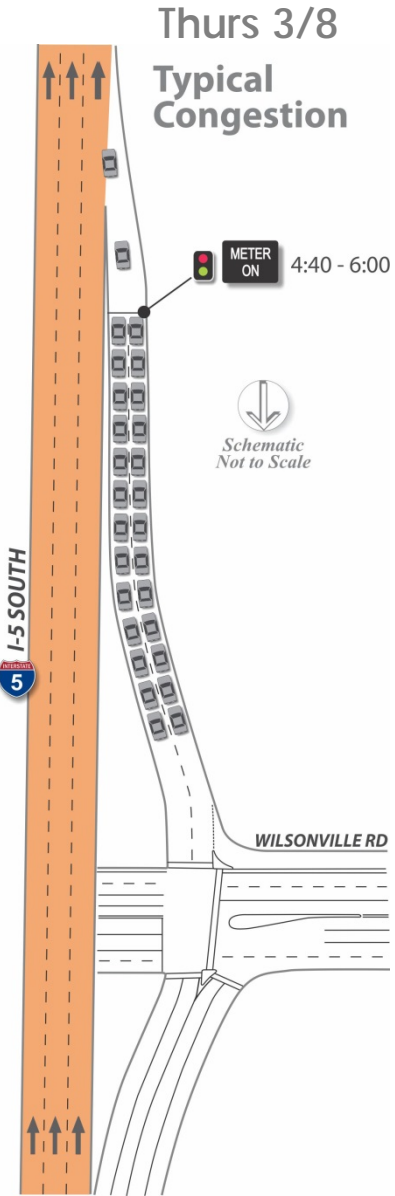 Thurs 3/8
Typical
Congestion
METER
ON
4:40 - 6:00
Schematic
Not to Scale
I-5 SOUTH
INTERSTATE
5
WILSONVILLE RD